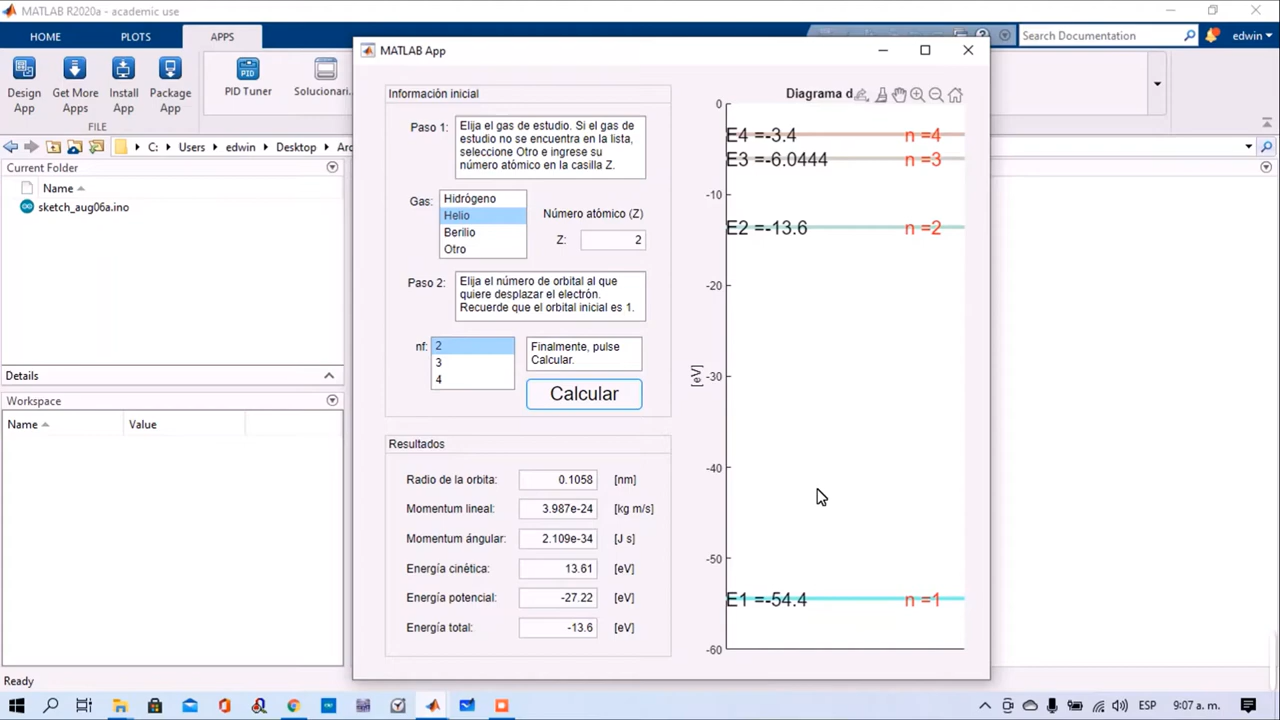 MATLAB R2020a - academic use
HOME
PLOTS
APPS
Search Documentation
edwin
Design App
Get More Apps
Install App
Package App
PID Tuner
Solucionari...
FILE
C:
Users
edwin
Desktop
Current Folder
Name
sketch_aug06a.ino
Details
Workspace
Name
Value
Ready
MATLAB App
Información inicial
Paso 1:
Elija el gas de estudio. Si el gas de
estudio no se encuentra en la lista,
seleccione Otro e ingrese su
número atómico en la casilla Z.
Gas:
Hidrógeno
Helio
Berilio
Otro
Número atómico (Z)
Z:
2
Paso 2:
Elija el número de orbital al que
quiere desplazar el electrón.
Recuerde que el orbital inicial es 1.
nf:
2
3
4
Finalmente, pulse
Calcular.
Calcular
Resultados
Radio de la orbita:
0.1058
[nm]
Momentum lineal:
3.987e-24
[kg m/s]
Momentum ángular:
2.109e-34
[J s]
Energía cinética:
13.61
[eV]
Energía potencial:
-27.22
[eV]
Energía total:
-13.6
[eV]
Diagrama d
0
-10
-20
-30
-40
-50
-60
[eV]
E4 =-3.4
n =4
E3 =-6.0444
n =3
E2 =-13.6
n =2
E1 =-54.4
n =1
ESP
9:07 a. m.